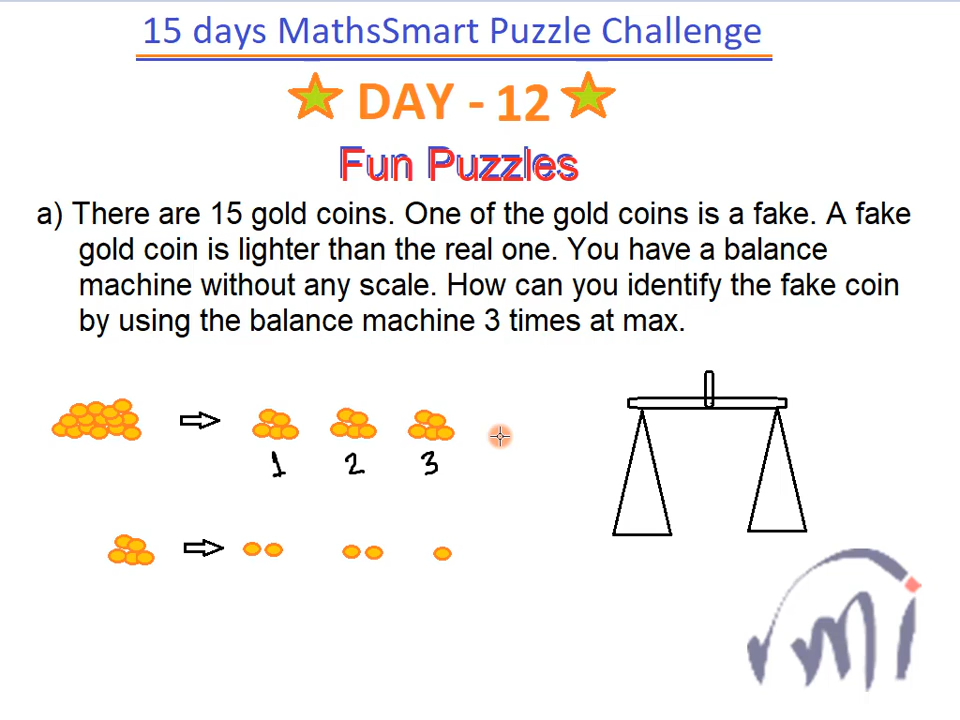 15 days MathsSmart Puzzle Challenge
DAY - 12
Fun Puzzles
a) There are 15 gold coins. One of the gold coins is a fake. A fake
gold coin is lighter than the real one. You have a balance
machine without any scale. How can you identify the fake coin
by using the balance machine 3 times at max.
1 2 3